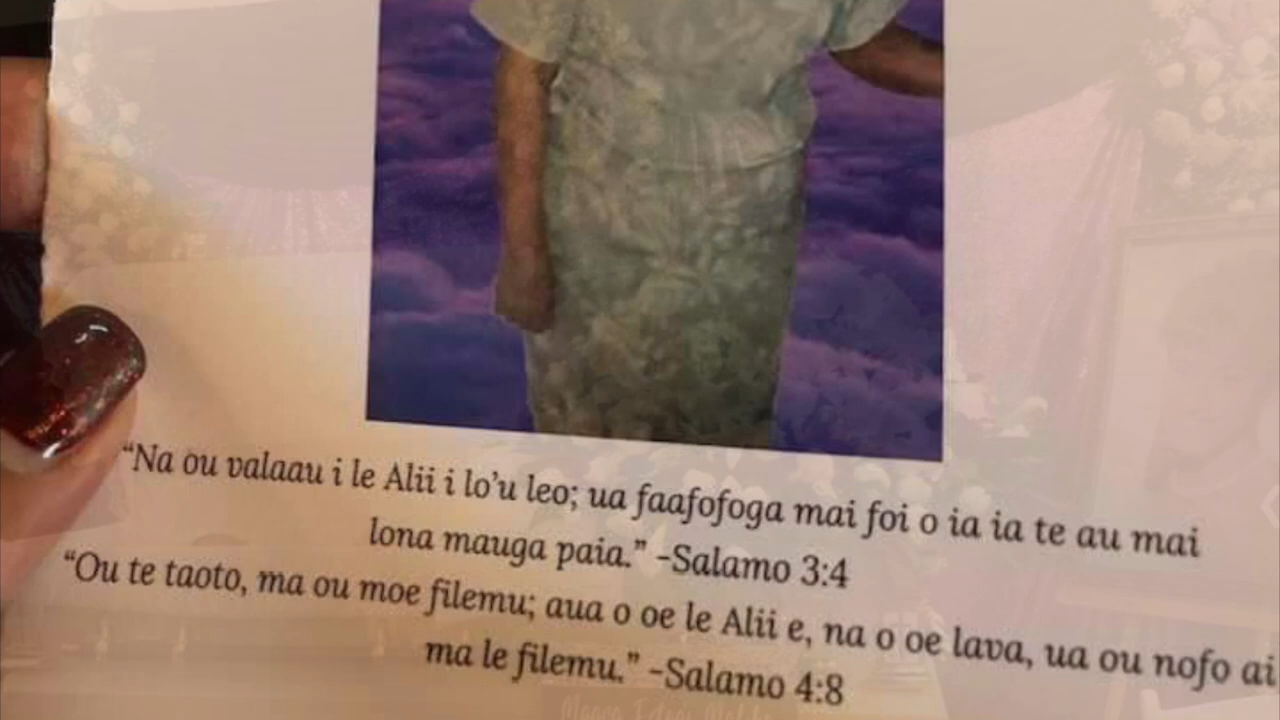 “Na ou valaau i le Alii i lo’u leo; ua faafofoga mai foi o ia ia te au mai
lona mauga paia.” -Salamo 3:4
“Ou te taoto, ma ou moe filemu; aua o oe le Alii e, na o oe lava, ua ou nofo ai
ma le filemu.” -Salamo 4:8